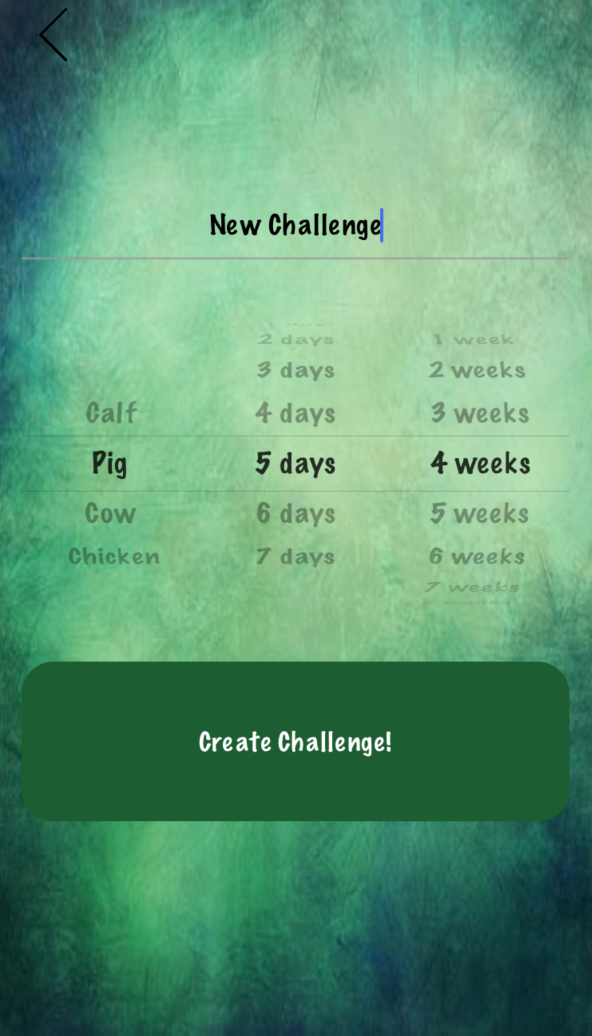 New Challenge
2 days 1 week
3 days 2 weeks
Calf 4 days 3 weeks
Pig 5 days 4 weeks
Cow 6 days 5 weeks
Chicken 7 days 6 weeks
7 weeks
Create Challenge!